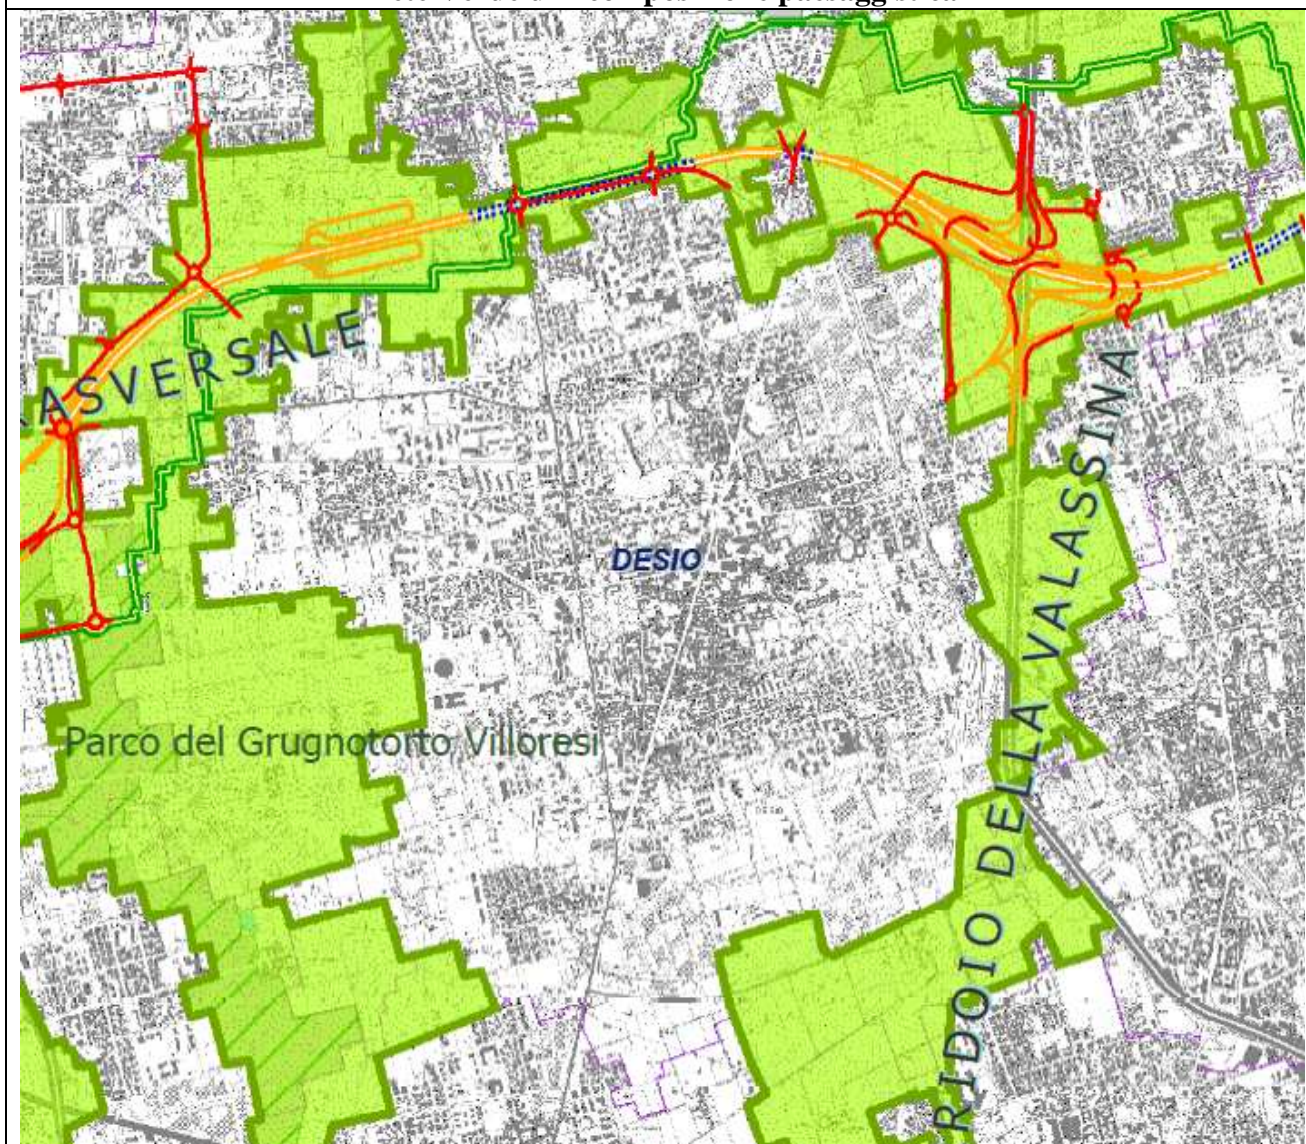 ASVERSALE
DESIO
Parco del Grugnotorto Villoresi
RIDOIO DELLA VALASSINA